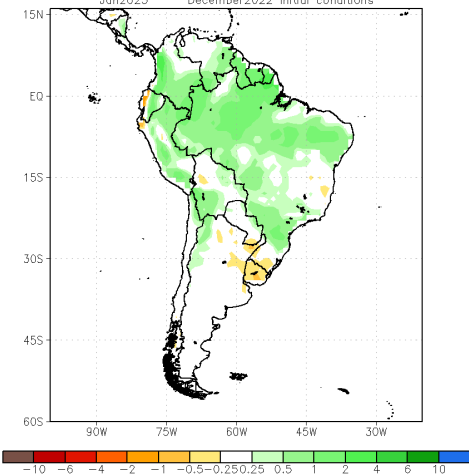 Jan2023 December2022 initial conditions
15N
EQ
15S
30S
45S
60S
90W 75W 60W 45W 30W
-10 -6 -4 -2 -1 -0.5 -0.25 0.25 0.5 1 2 4 6 10